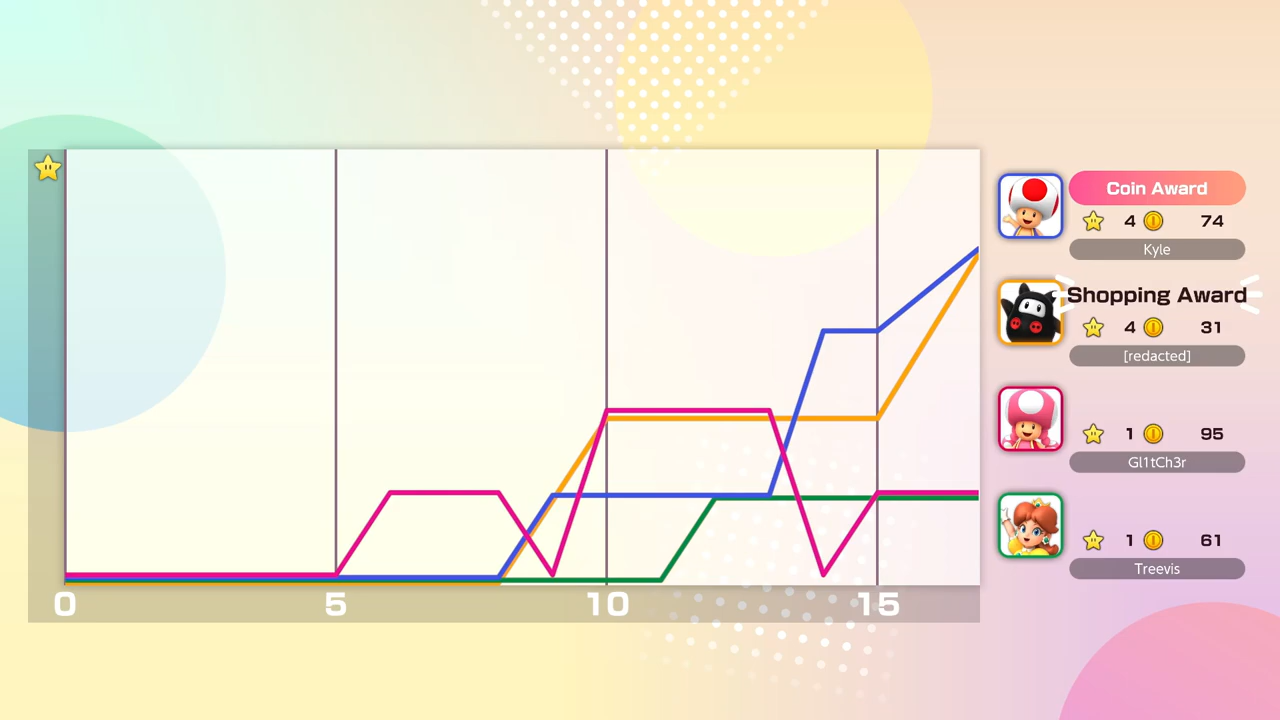 Coin Award
4 74
Kyle
Shopping Award
4 31
[redacted]
1 95
Gl1tCh3r
1 61
Treevis
0 5 10 15